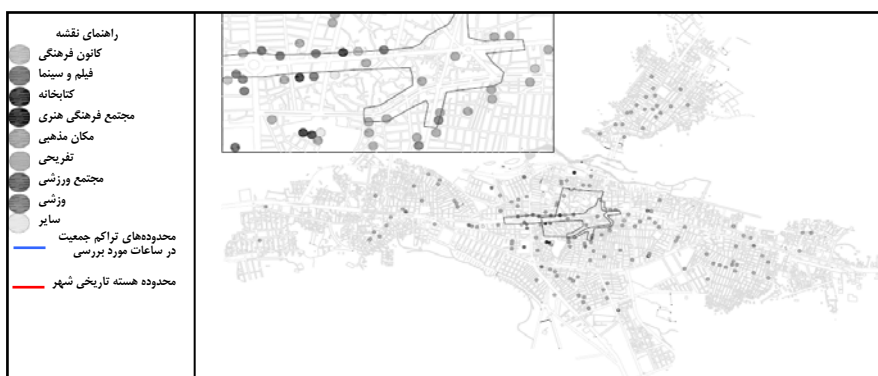 راهنمای نقشه
کانون فرهنگی
فیلم و سینما
کتابخانه
مجتمع فرهنگی هنری
مکان مذهبی
تفریحی
مجتمع ورزشی
وزشی
سایر
محدوده‌های تراکم جمعیت
در ساعات مورد بررسی
محدوده هسته تاریخی شهر